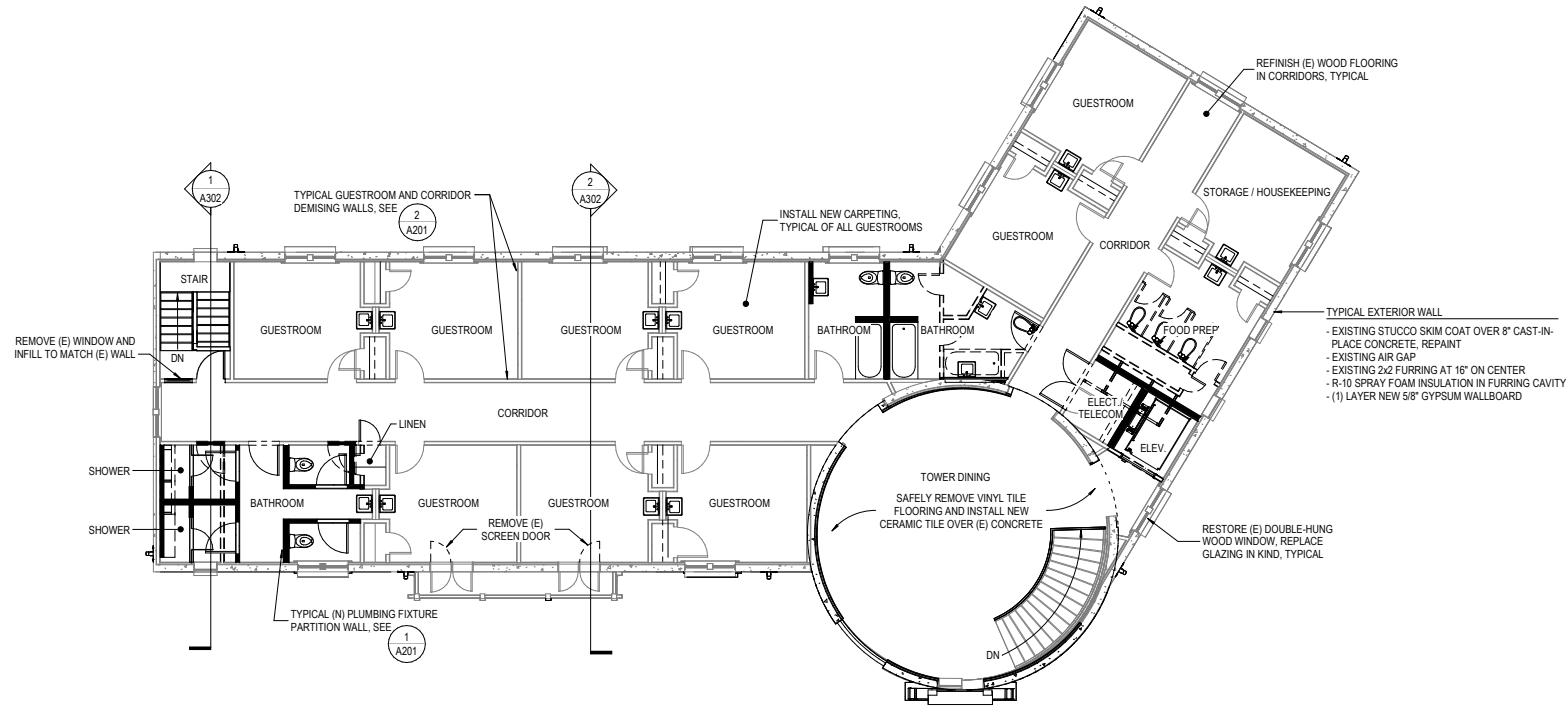 REFINISH (E) WOOD FLOORING
IN CORRIDORS, TYPICAL
GUESTROOM
1
A302
TYPICAL GUESTROOM AND CORRIDOR
DEMISING WALLS, SEE
2
A201
2
A302
INSTALL NEW CARPETING,
TYPICAL OF ALL GUESTROOMS
STORAGE / HOUSEKEEPING
GUESTROOM
CORRIDOR
STAIR
DN
REMOVE (E) WINDOW AND
INFILL TO MATCH (E) WALL
GUESTROOM
GUESTROOM
GUESTROOM
GUESTROOM
BATHROOM
BATHROOM
FOOD PREP
TYPICAL EXTERIOR WALL
- EXISTING STUCCO SKIM COAT OVER 8" CAST-IN-
PLACE CONCRETE, REPAINT
- EXISTING AIR GAP
- EXISTING 2x2 FURRING AT 16" ON CENTER
- R-10 SPRAY FOAM INSULATION IN FURRING CAVITY
- (1) LAYER NEW 5/8" GYPSUM WALLBOARD
CORRIDOR
ELECT./
TELECOM
ELEV.
LINEN
SHOWER
SHOWER
BATHROOM
GUESTROOM
GUESTROOM
GUESTROOM
REMOVE (E)
SCREEN DOOR
TOWER DINING
SAFELY REMOVE VINYL TILE
FLOORING AND INSTALL NEW
CERAMIC TILE OVER (E) CONCRETE
RESTORE (E) DOUBLE-HUNG
WOOD WINDOW, REPLACE
GLAZING IN KIND, TYPICAL
TYPICAL (N) PLUMBING FIXTURE
PARTITION WALL, SEE
1
A201
DN